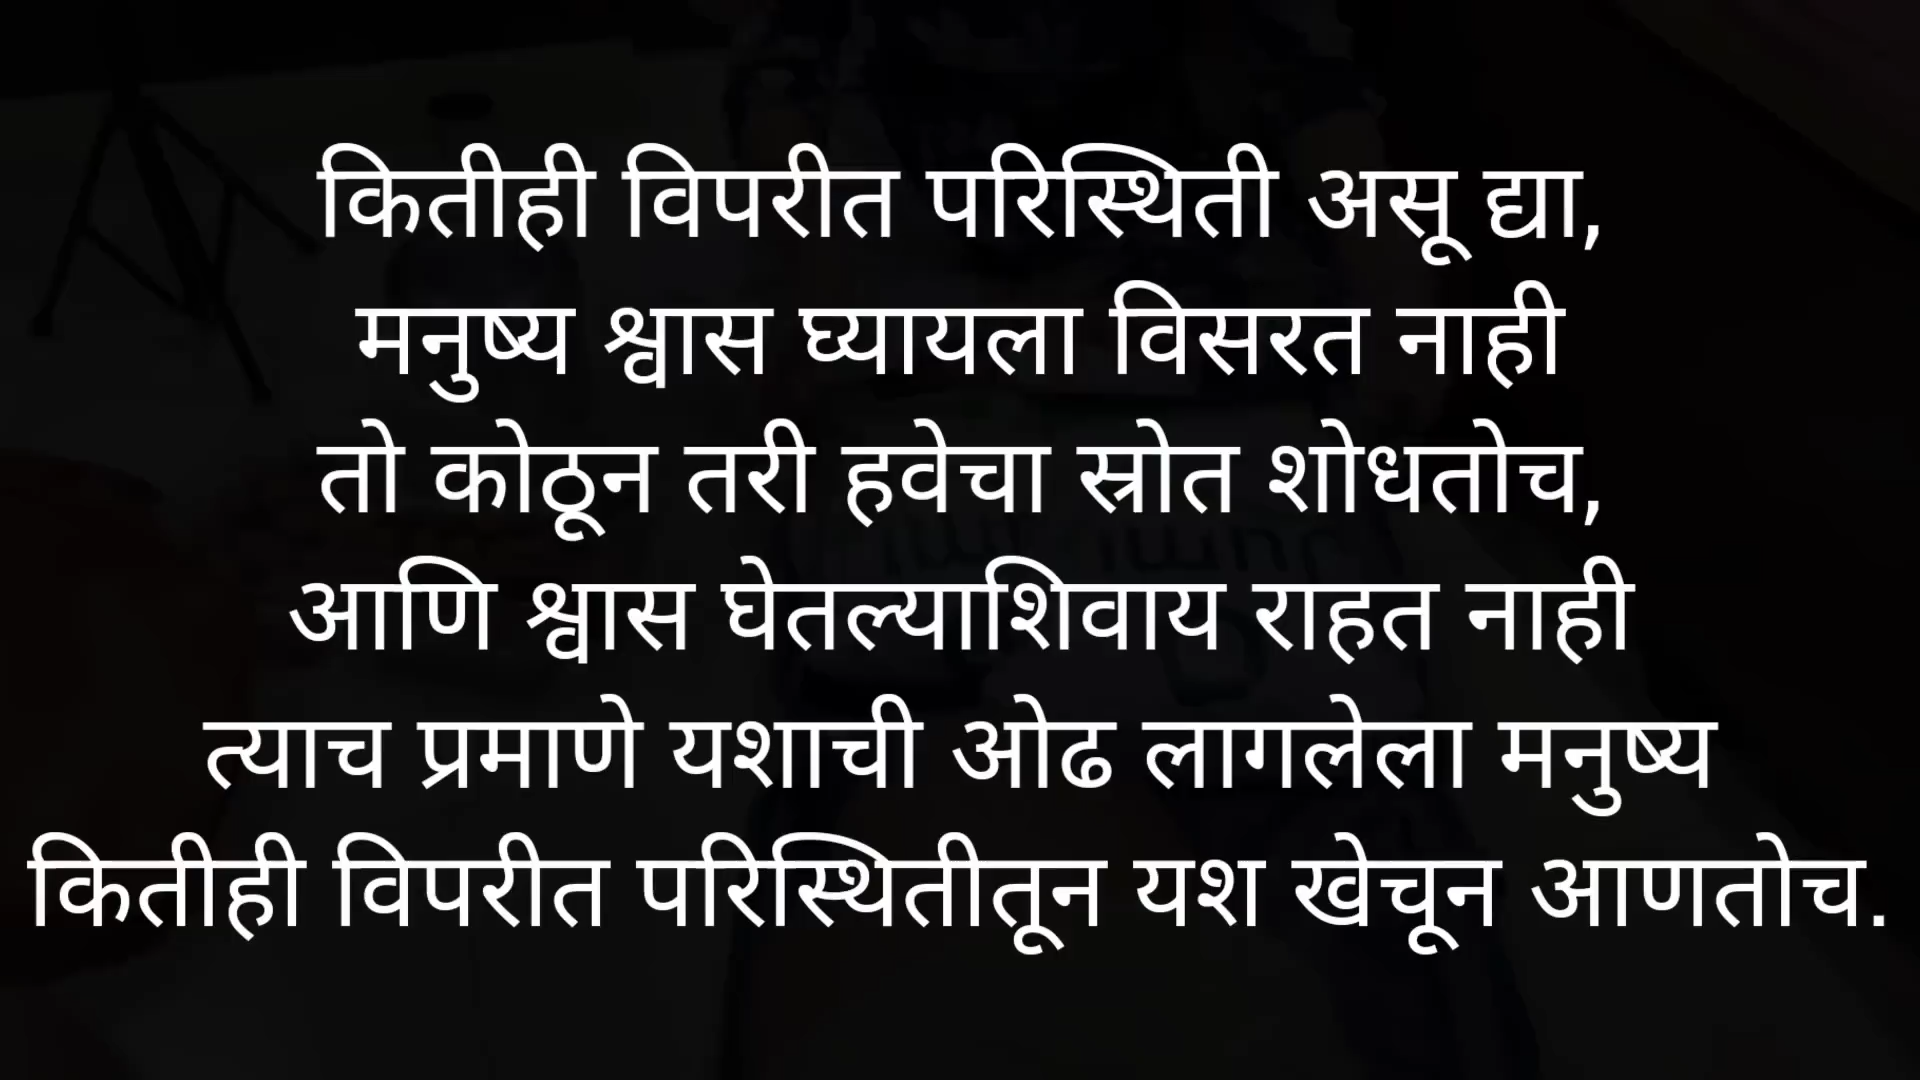 कितीही विपरीत परिस्थिती असू द्या,
मनुष्य श्वास घ्यायला विसरत नाही
तो कोठून तरी हवेचा स्रोत शोधतोच,
आणि श्वास घेतल्याशिवाय राहत नाही
त्याच प्रमाणे यशाची ओढ लागलेला मनुष्य
कितीही विपरीत परिस्थितीतून यश खेचून आणतोच.